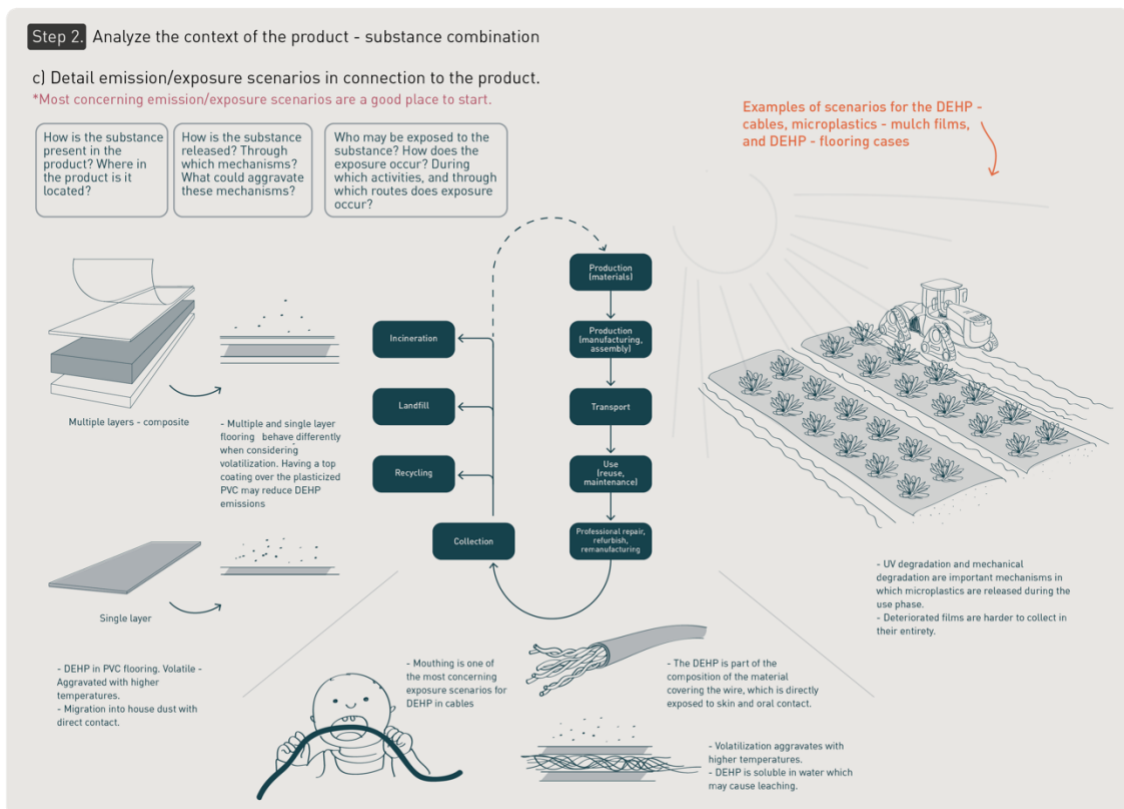 Step 2. Analyze the context of the product - substance combination
c) Detail emission/exposure scenarios in connection to the product.
*Most concerning emission/exposure scenarios are a good place to start.
How is the substance
present in the
product? Where in
the product is it
located?
How is the substance
released? Through
which mechanisms?
What could aggravate
these mechanisms?
Who may be exposed to the
substance? How does the
exposure occur? During
which activities, and through
which routes does exposure
occur?
Examples of scenarios for the DEHP -
cables, microplastics - mulch films,
and DEHP - flooring cases
Multiple layers - composite
- Multiple and single layer
flooring behave differently
when considering
volatilization. Having a top
coating over the plasticized
PVC may reduce DEHP
emissions
Single layer
- DEHP in PVC flooring. Volatile -
Aggravated with higher
temperatures.
- Migration into house dust with
direct contact.
Production
(materials)
Production
(manufacturing,
assembly)
Transport
Use
(reuse,
maintenance)
Professional repair,
refurbish,
remanufacturing
Collection
Incineration
Landfill
Recycling
- Mouthing is one of
the most concerning
exposure scenarios for
DEHP in cables
- The DEHP is part of the
composition of the material
covering the wire, which is directly
exposed to skin and oral contact.
- Volatilization aggravates with
higher temperatures.
- DEHP is soluble in water which
may cause leaching.
- UV degradation and mechanical
degradation are important mechanisms in
which microplastics are released during the
use phase.
- Deteriorated films are harder to collect in
their entirety.